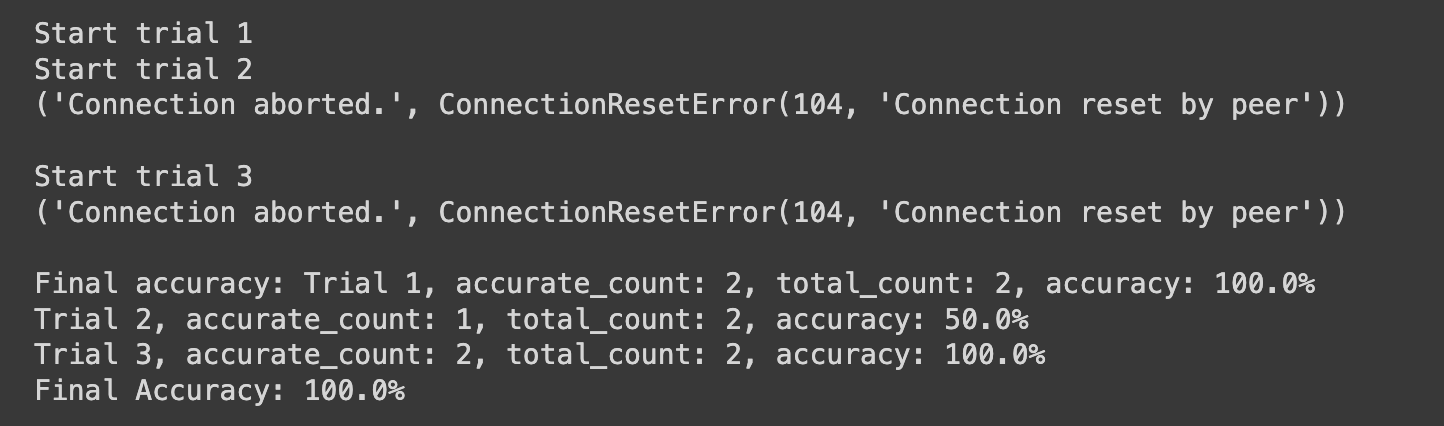 Start trial 1
Start trial 2
('Connection aborted.', ConnectionResetError(104, 'Connection reset by peer'))
Start trial 3
('Connection aborted.', ConnectionResetError(104, 'Connection reset by peer'))
Final accuracy: Trial 1, accurate_count: 2, total_count: 2, accuracy: 100.0%
Trial 2, accurate_count: 1, total_count: 2, accuracy: 50.0%
Trial 3, accurate_count: 2, total_count: 2, accuracy: 100.0%
Final Accuracy: 100.0%